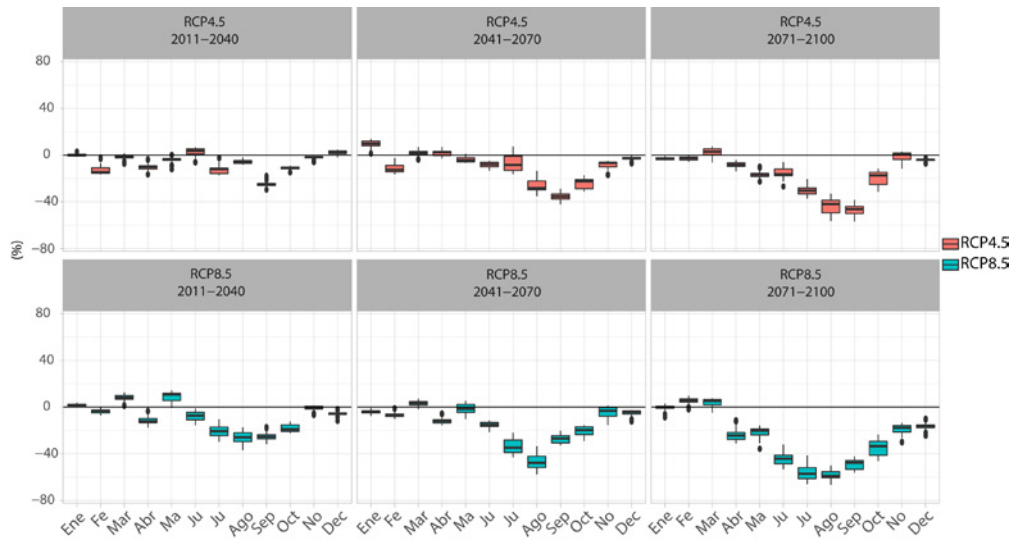 RCP4.5
2011−2040
RCP4.5
2041−2070
RCP4.5
2071−2100
80
40
0
−40
−80
(%)
RCP4.5
RCP8.5
RCP8.5
2011−2040
RCP8.5
2041−2070
RCP8.5
2071−2100
80
40
0
−40
−80
Ene Fe Mar Abr Ma Ju Ju Ago Sep Oct No Dec
Ene Fe Mar Abr Ma Ju Ju Ago Sep Oct No Dec
Ene Fe Mar Abr Ma Ju Ju Ago Sep Oct No Dec